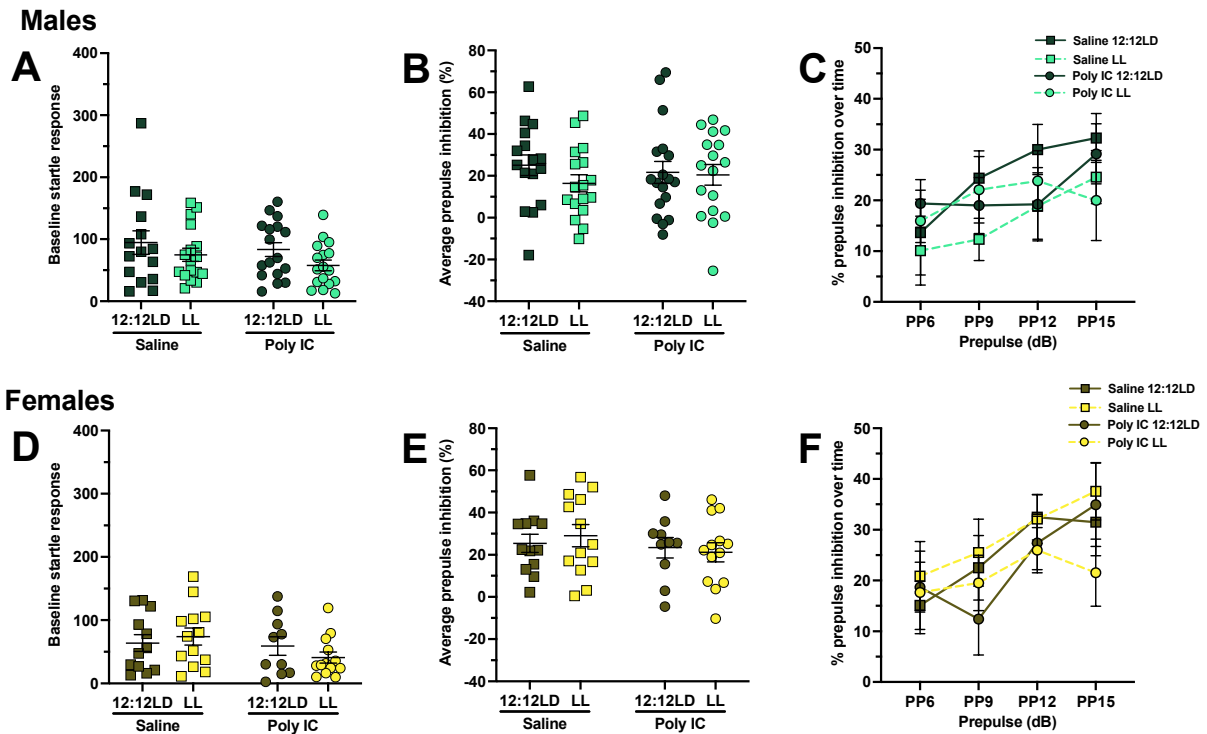 Males
A
Baseline startle response
400
300
200
100
0
12:12LD LL 12:12LD LL
Saline Poly IC
B
Average prepulse inhibition (%)
80
60
40
20
0
-20
-40
12:12LD LL 12:12LD LL
Saline Poly IC
C
% prepulse inhibition over time
50
40
30
20
10
0
PP6 PP9 PP12 PP15
Prepulse (dB)
Saline 12:12LD
Saline LL
Poly IC 12:12LD
Poly IC LL
Females
D
Baseline startle response
400
300
200
100
0
12:12LD LL 12:12LD LL
Saline Poly IC
E
Average prepulse inhibition (%)
80
60
40
20
0
-20
-40
12:12LD LL 12:12LD LL
Saline Poly IC
F
% prepulse inhibition over time
50
40
30
20
10
0
PP6 PP9 PP12 PP15
Prepulse (dB)
Saline 12:12LD
Saline LL
Poly IC 12:12LD
Poly IC LL